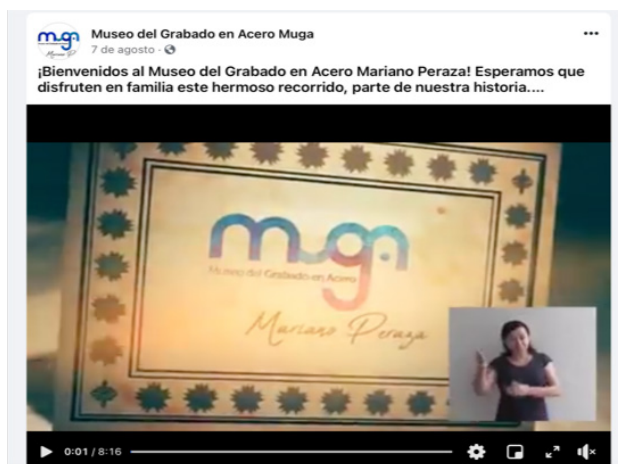 muga
Mariano P
Museo del Grabado en Acero Muga
7 de agosto ·
¡Bienvenidos al Museo del Grabado en Acero Mariano Peraza! Esperamos que
disfruten en familia este hermoso recorrido, parte de nuestra historia....
muga
Museo del Grabado en Acero
Mariano Peraza
0:01 / 8:16